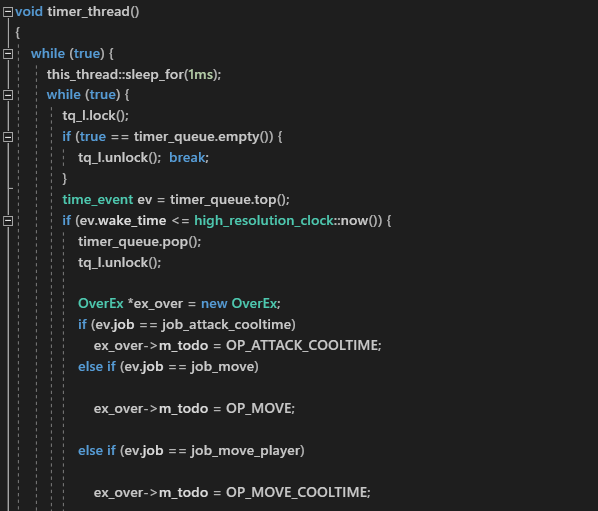 void timer_thread()
{
while (true) {
this_thread::sleep_for(1ms);
while (true) {
tq_l.lock();
if (true == timer_queue.empty()) {
tq_l.unlock(); break;
}
time_event ev = timer_queue.top();
if (ev.wake_time <= high_resolution_clock::now()) {
timer_queue.pop();
tq_l.unlock();
OverEx *ex_over = new OverEx;
if (ev.job == job_attack_cooltime)
ex_over->m_todo = OP_ATTACK_COOLTIME;
else if (ev.job == job_move)
ex_over->m_todo = OP_MOVE;
else if (ev.job == job_move_player)
ex_over->m_todo = OP_MOVE_COOLTIME;